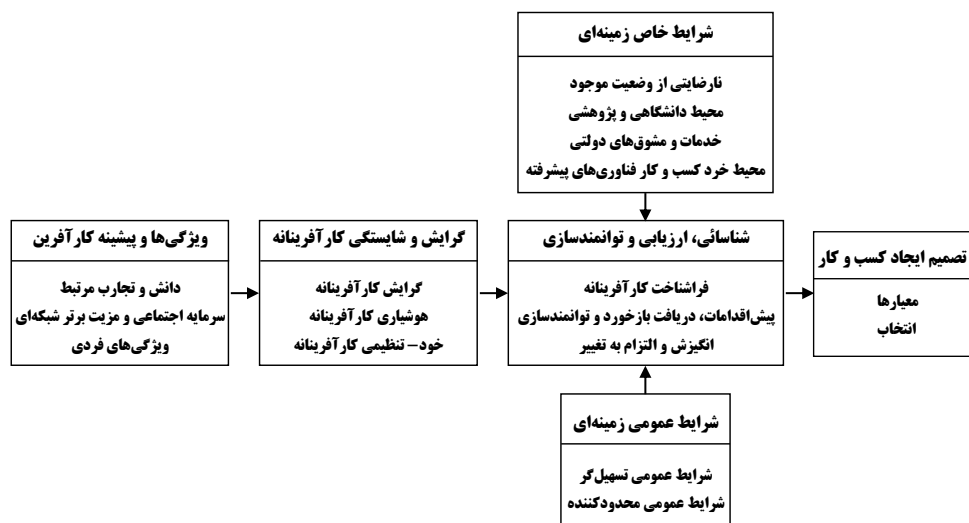 شرایط خاص زمینه‌ای
نارضایتی از وضعیت موجود
محیط دانشگاهی و پژوهشی
خدمات و مشوق‌های دولتی
محیط خرد کسب و کار فناوری‌های پیشرفته
ویژگی‌ها و پیشینه کارآفرین
دانش و تجارب مرتبط
سرمایه اجتماعی و مزیت برتر شبکه‌ای
ویژگی‌های فردی
گرایش و شایستگی کارآفرینانه
گرایش کارآفرینانه
هوشیاری کارآفرینانه
خود- تنظیمی کارآفرینانه
شناسائی، ارزیابی و توانمندسازی
فراشناخت کارآفرینانه
پیش‌اقدامات، دریافت بازخورد و توانمندسازی
انگیزش و التزام به تغییر
تصمیم ایجاد کسب و کار
معیارها
انتخاب
شرایط عمومی زمینه‌ای
شرایط عمومی تسهیل‌گر
شرایط عمومی محدودکننده